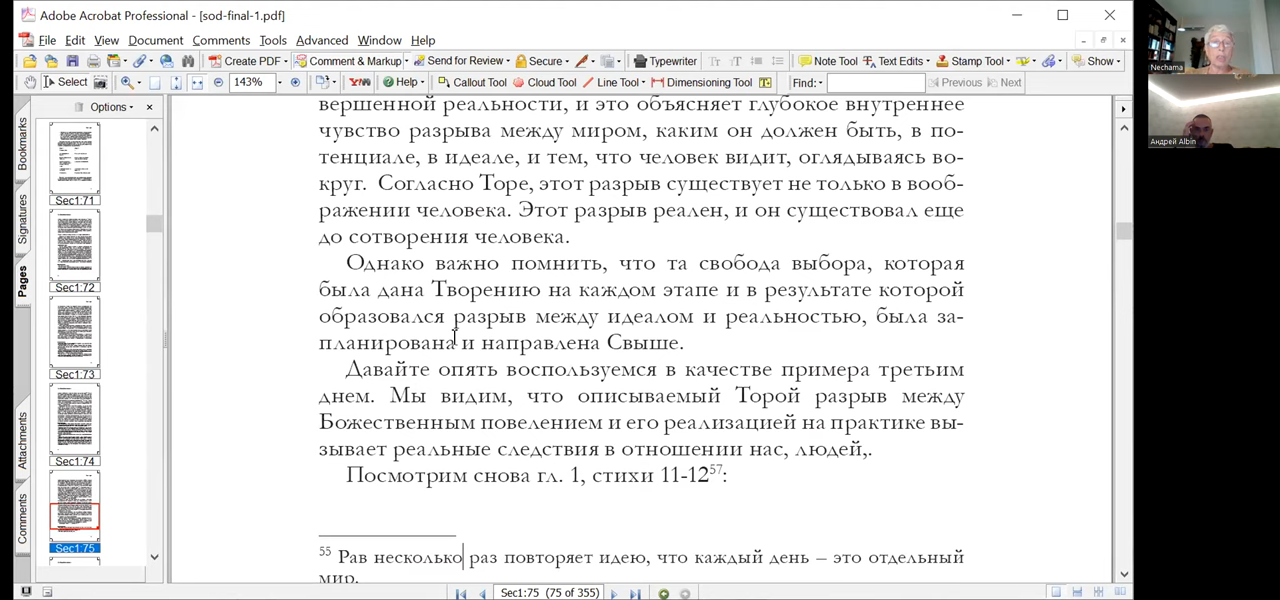 Adobe Acrobat Professional - [sod-final-1.pdf]
File Edit View Document Comments Tools Advanced Window Help
Create PDF Comment & Markup Send for Review Secure Typewriter Note Tool Text Edits Stamp Tool Show
Select 143% Help Callout Tool Cloud Tool Line Tool Dimensioning Tool Find: Previous Next
Options
Bookmarks
Signatures
Pages
Attachments
Comments
Sec1:71
Sec1:72
Sec1:73
Sec1:74
Sec1:75
вершенной реальности, и это объясняет глубокое внутреннее
чувство разрыва между миром, каким он должен быть, в по-
тенциале, в идеале, и тем, что человек видит, оглядываясь во-
круг. Согласно Торе, этот разрыв существует не только в вооб-
ражении человека. Этот разрыв реален, и он существовал еще
до сотворения человека.
Однако важно помнить, что та свобода выбора, которая
была дана Творению на каждом этапе и в результате которой
образовался разрыв между идеалом и реальностью, была за-
планирована и направлена Свыше.
Давайте опять воспользуемся в качестве примера третьим
днем. Мы видим, что описываемый Торой разрыв между
Божественным повелением и его реализацией на практике вы-
зывает реальные следствия в отношении нас, людей,.
Посмотрим снова гл. 1, стихи 11-12⁵⁷:
⁵⁵ Рав несколько раз повторяет идею, что каждый день – это отдельный
мир.
Sec1:75 (75 of 355)
Nechama
Андрей Albin